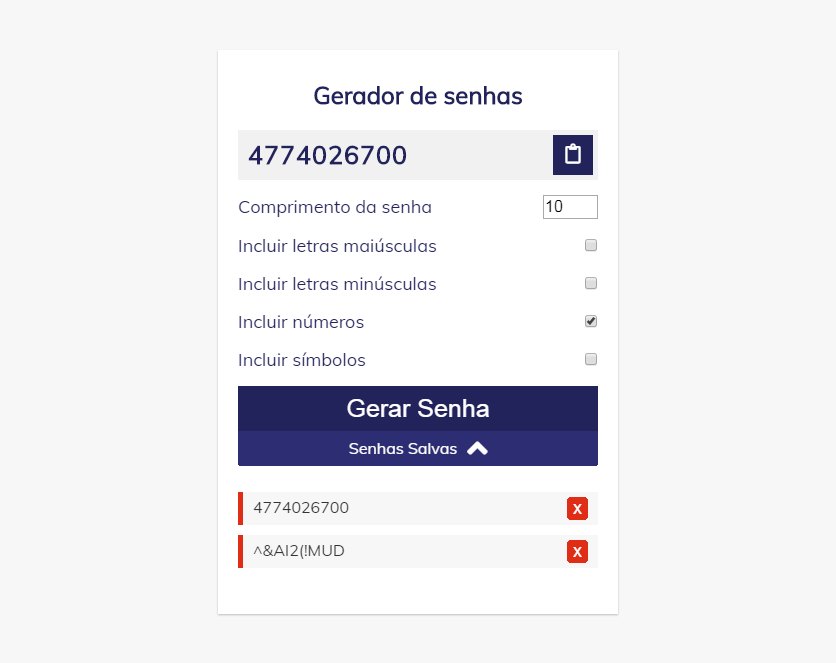 Gerador de senhas
4774026700
Comprimento da senha 10
Incluir letras maiúsculas
Incluir letras minúsculas
Incluir números
Incluir símbolos
Gerar Senha
Senhas Salvas
4774026700 X
^&AI2(!MUD X